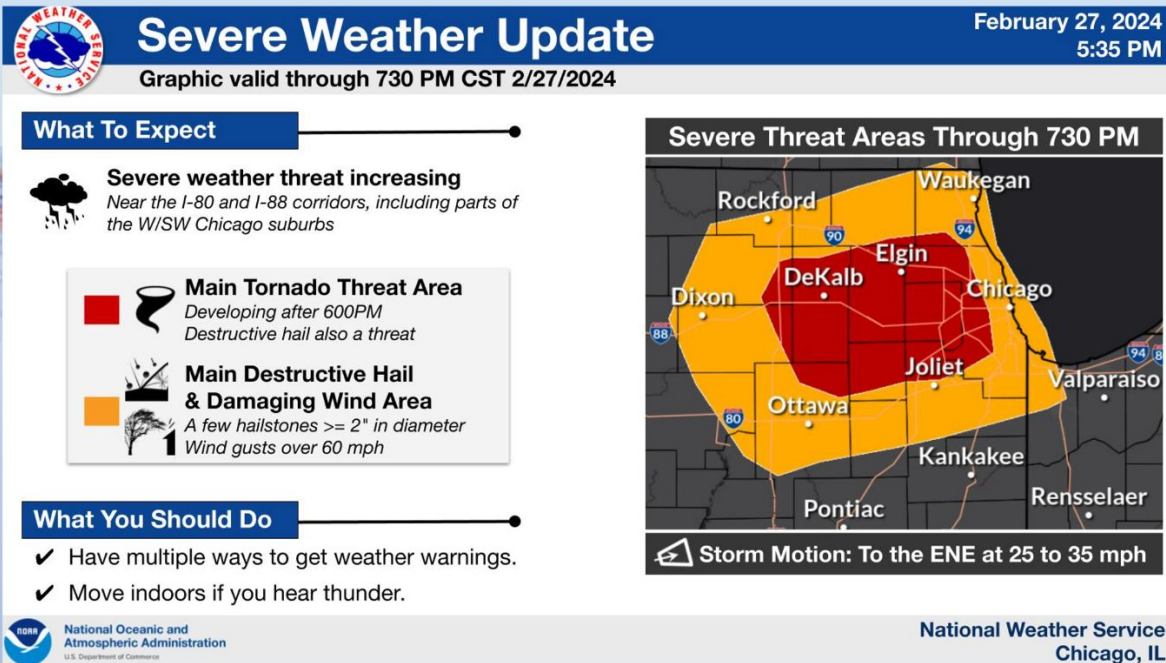 NATIONAL WEATHER SERVICE
Severe Weather Update
February 27, 2024
5:35 PM
Graphic valid through 730 PM CST 2/27/2024
What To Expect
Severe weather threat increasing
Near the I-80 and I-88 corridors, including parts of
the W/SW Chicago suburbs
Main Tornado Threat Area
Developing after 600PM
Destructive hail also a threat
Main Destructive Hail
& Damaging Wind Area
A few hailstones >= 2" in diameter
Wind gusts over 60 mph
What You Should Do
✔ Have multiple ways to get weather warnings.
✔ Move indoors if you hear thunder.
Severe Threat Areas Through 730 PM
Waukegan
Rockford
90
94
Elgin
DeKalb
Dixon
Chicago
88
94
8
Joliet
Valparaiso
Ottawa
80
Kankakee
Rensselaer
Pontiac
Storm Motion: To the ENE at 25 to 35 mph
NOAA
National Oceanic and
Atmospheric Administration
U.S. Department of Commerce
National Weather Service
Chicago, IL